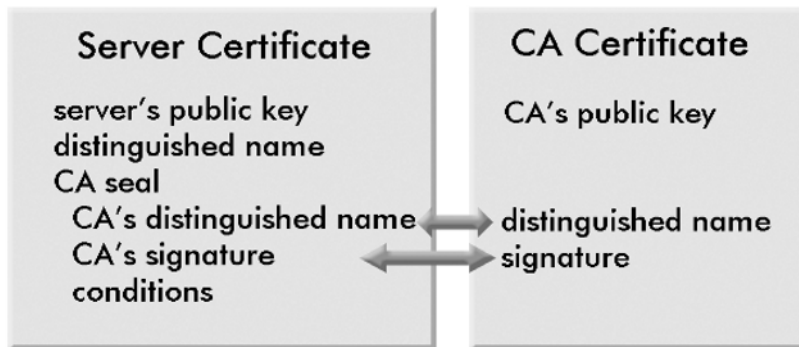 Server Certificate
server's public key
distinguished name
CA seal
CA's distinguished name
CA's signature
conditions
CA Certificate
CA's public key
distinguished name
signature